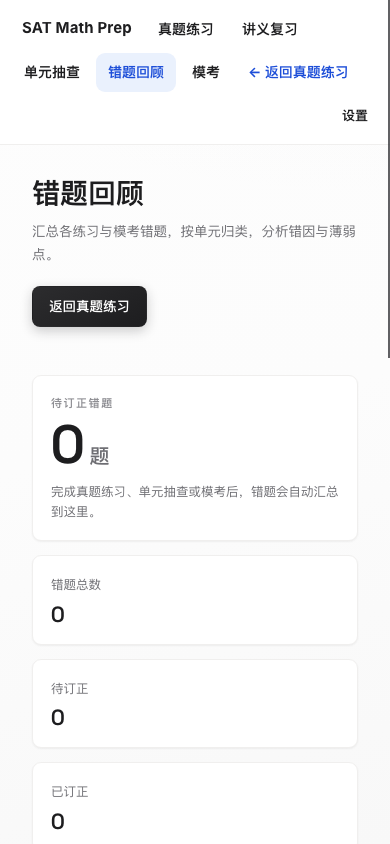 SAT Math Prep 真题练习 讲义复习
单元抽查 错题回顾 模考 ← 返回真题练习
设置
错题回顾
汇总各练习与模考错题，按单元归类，分析错因与薄弱
点。
返回真题练习
待订正错题
0 题
完成真题练习、单元抽查或模考后，错题会自动汇总
到这里。
错题总数
0
待订正
0
已订正
0